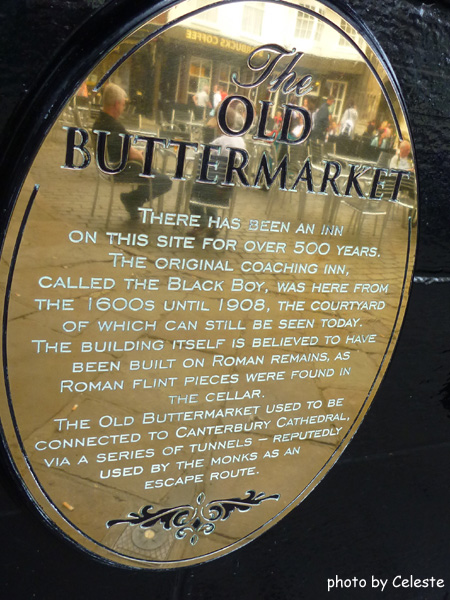 STARBUCKS COFFEE
The
OLD
BUTTERMARKET
THERE HAS BEEN AN INN
ON THIS SITE FOR OVER 500 YEARS.
THE ORIGINAL COACHING INN,
CALLED THE BLACK BOY, WAS HERE FROM
THE 1600S UNTIL 1908, THE COURTYARD
OF WHICH CAN STILL BE SEEN TODAY.
THE BUILDING ITSELF IS BELIEVED TO HAVE
BEEN BUILT ON ROMAN REMAINS, AS
ROMAN FLINT PIECES WERE FOUND IN
THE CELLAR.
THE OLD BUTTERMARKET USED TO BE
CONNECTED TO CANTERBURY CATHEDRAL,
VIA A SERIES OF TUNNELS – REPUTEDLY
USED BY THE MONKS AS AN
ESCAPE ROUTE.
photo by Celeste